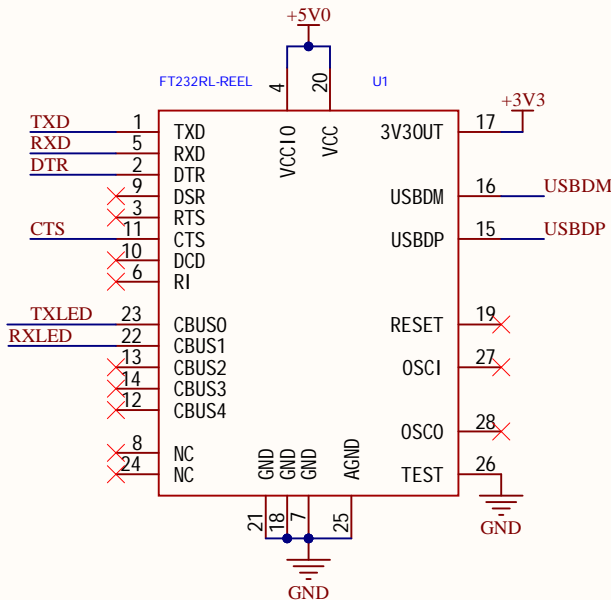 +5V0
FT232RL-REEL U1
4 20
+3V3
TXD 1 TXD VCCIO VCC 3V3OUT 17
RXD 5 RXD
DTR 2 DTR
9 DSR USBDM 16 USBDM
3 RTS
CTS 11 CTS USBDP 15 USBDP
10 DCD
6 RI
TXLED 23 CBUS0 RESET 19
RXLED 22 CBUS1
13 CBUS2 OSCI 27
14 CBUS3
12 CBUS4
OSCO 28
8 NC
24 NC GND GND GND AGND TEST 26
21 18 7 25
GND
GND